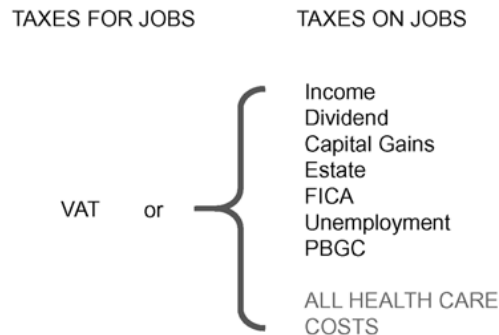 TAXES FOR JOBS
TAXES ON JOBS
VAT or
Income
Dividend
Capital Gains
Estate
FICA
Unemployment
PBGC
ALL HEALTH CARE
COSTS